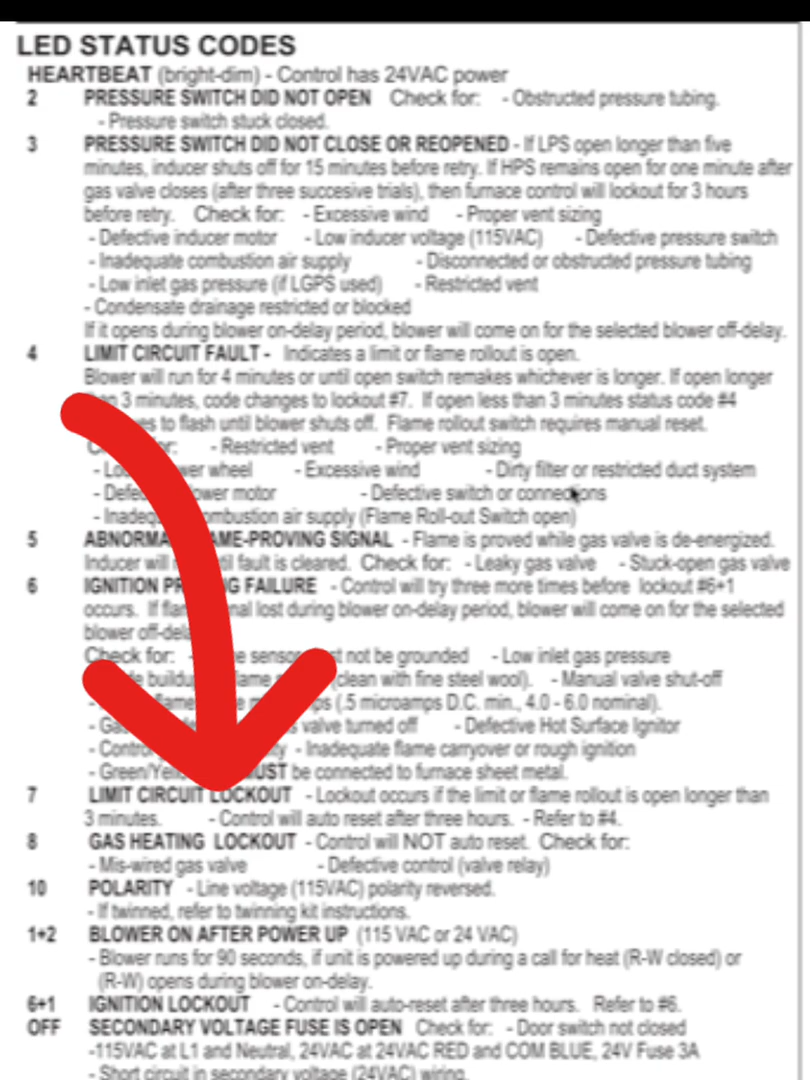 LED STATUS CODES
HEARTBEAT (bright-dim) - Control has 24VAC power
2 PRESSURE SWITCH DID NOT OPEN Check for: - Obstructed pressure tubing.
- Pressure switch stuck closed.
3 PRESSURE SWITCH DID NOT CLOSE OR REOPENED - If LPS open longer than five
minutes, inducer shuts off for 15 minutes before retry. If HPS remains open for one minute after
gas valve closes (after three succesive trials), then furnace control will lockout for 3 hours
before retry. Check for: - Excessive wind - Proper vent sizing
- Defective inducer motor - Low inducer voltage (115VAC) - Defective pressure switch
- Inadequate combustion air supply - Disconnected or obstructed pressure tubing
- Low inlet gas pressure (if LGPS used) - Restricted vent
- Condensate drainage restricted or blocked
If it opens during blower on-delay period, blower will come on for the selected blower off-delay.
4 LIMIT CIRCUIT FAULT - Indicates a limit or flame rollout is open.
Blower will run for 4 minutes or until open switch remakes whichever is longer. If open longer
3 minutes, code changes to lockout #7. If open less than 3 minutes status code #4
to flash until blower shuts off. Flame rollout switch requires manual reset.
- Restricted vent - Proper vent sizing
wheel - Excessive wind - Dirty filter or restricted duct system
motor - Defective switch or connections
combustion air supply (Flame Roll-out Switch open)
5 -PROVING SIGNAL - Flame is proved while gas valve is de-energized.
Inducer will fault is cleared. Check for: - Leaky gas valve - Stuck-open gas valve
6 IGNITION FAILURE - Control will try three more times before lockout #6+1
occurs. If lost during blower on-delay period, blower will come on for the selected
blower
Check for: not be grounded - Low inlet gas pressure
(clean with fine steel wool). - Manual valve shut-off
(.5 microamps D.C. min., 4.0 - 6.0 nominal).
valve turned off - Defective Hot Surface Ignitor
- Inadequate flame carryover or rough ignition
MUST be connected to furnace sheet metal.
7 LIMIT CIRCUIT LOCKOUT - Lockout occurs if the limit or flame rollout is open longer than
3 minutes. - Control will auto reset after three hours. - Refer to #4.
8 GAS HEATING LOCKOUT - Control will NOT auto reset. Check for:
- Mis-wired gas valve - Defective control (valve relay)
10 POLARITY - Line voltage (115VAC) polarity reversed.
- If twinned, refer to twinning kit instructions.
1+2 BLOWER ON AFTER POWER UP (115 VAC or 24 VAC)
- Blower runs for 90 seconds, if unit is powered up during a call for heat (R-W closed) or
(R-W) opens during blower on-delay.
6+1 IGNITION LOCKOUT - Control will auto-reset after three hours. Refer to #6.
OFF SECONDARY VOLTAGE FUSE IS OPEN Check for: - Door switch not closed
-115VAC at L1 and Neutral, 24VAC at 24VAC RED and COM BLUE, 24V Fuse 3A
- Short circuit in secondary voltage (24VAC) wiring.